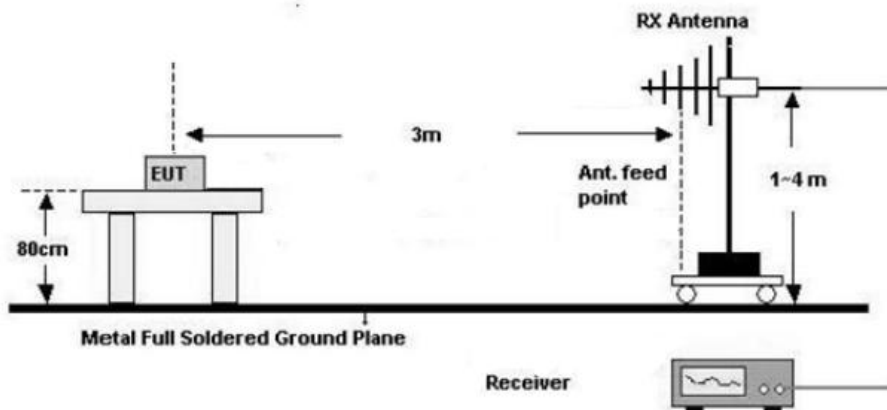 RX Antenna
3m
EUT
Ant. feed
point
1~4 m
80cm
Metal Full Soldered Ground Plane
Receiver